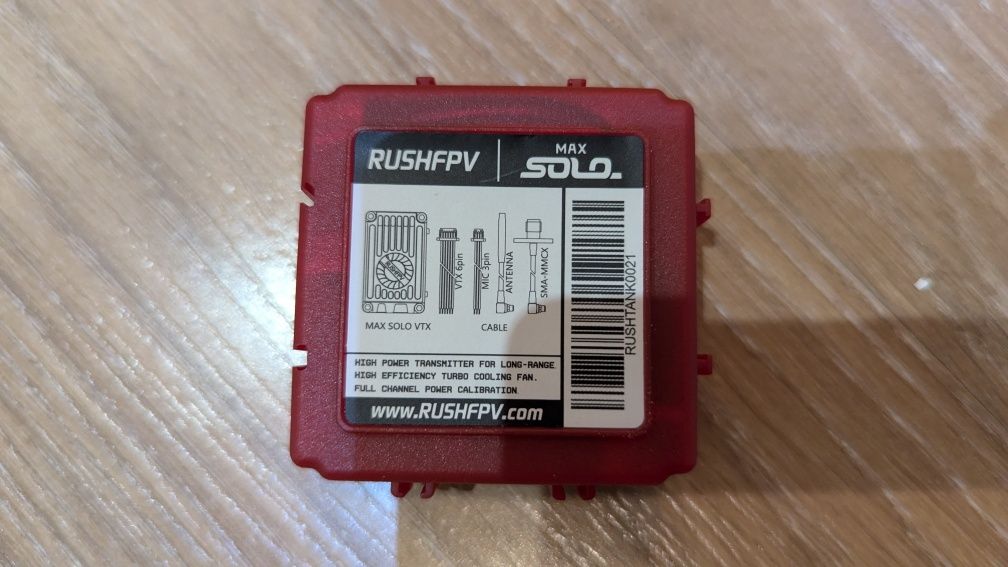 RUSHFPV
MAX
SOLO
VTX 6pin
MIC 3pin
ANTENNA
SMA-MMCX
MAX SOLO VTX
CABLE
HIGH POWER TRANSMITTER FOR LONG-RANGE
HIGH EFFICIENCY TURBO COOLING FAN.
FULL CHANNEL POWER CALIBRATION
www.RUSHFPV.com
RUSHTANK0021